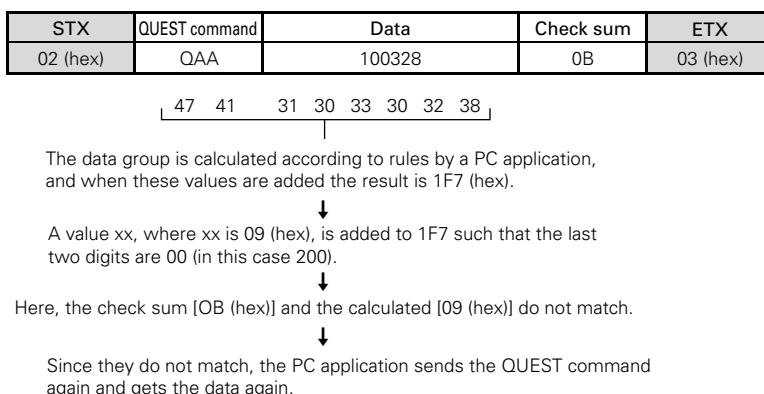 STX QUEST command Data Check sum ETX
02 (hex) QAA 100328 0B 03 (hex)
47 41 31 30 33 30 32 38
The data group is calculated according to rules by a PC application,
and when these values are added the result is 1F7 (hex).
A value xx, where xx is 09 (hex), is added to 1F7 such that the last
two digits are 00 (in this case 200).
Here, the check sum [OB (hex)] and the calculated [09 (hex)] do not match.
Since they do not match, the PC application sends the QUEST command
again and gets the data again.